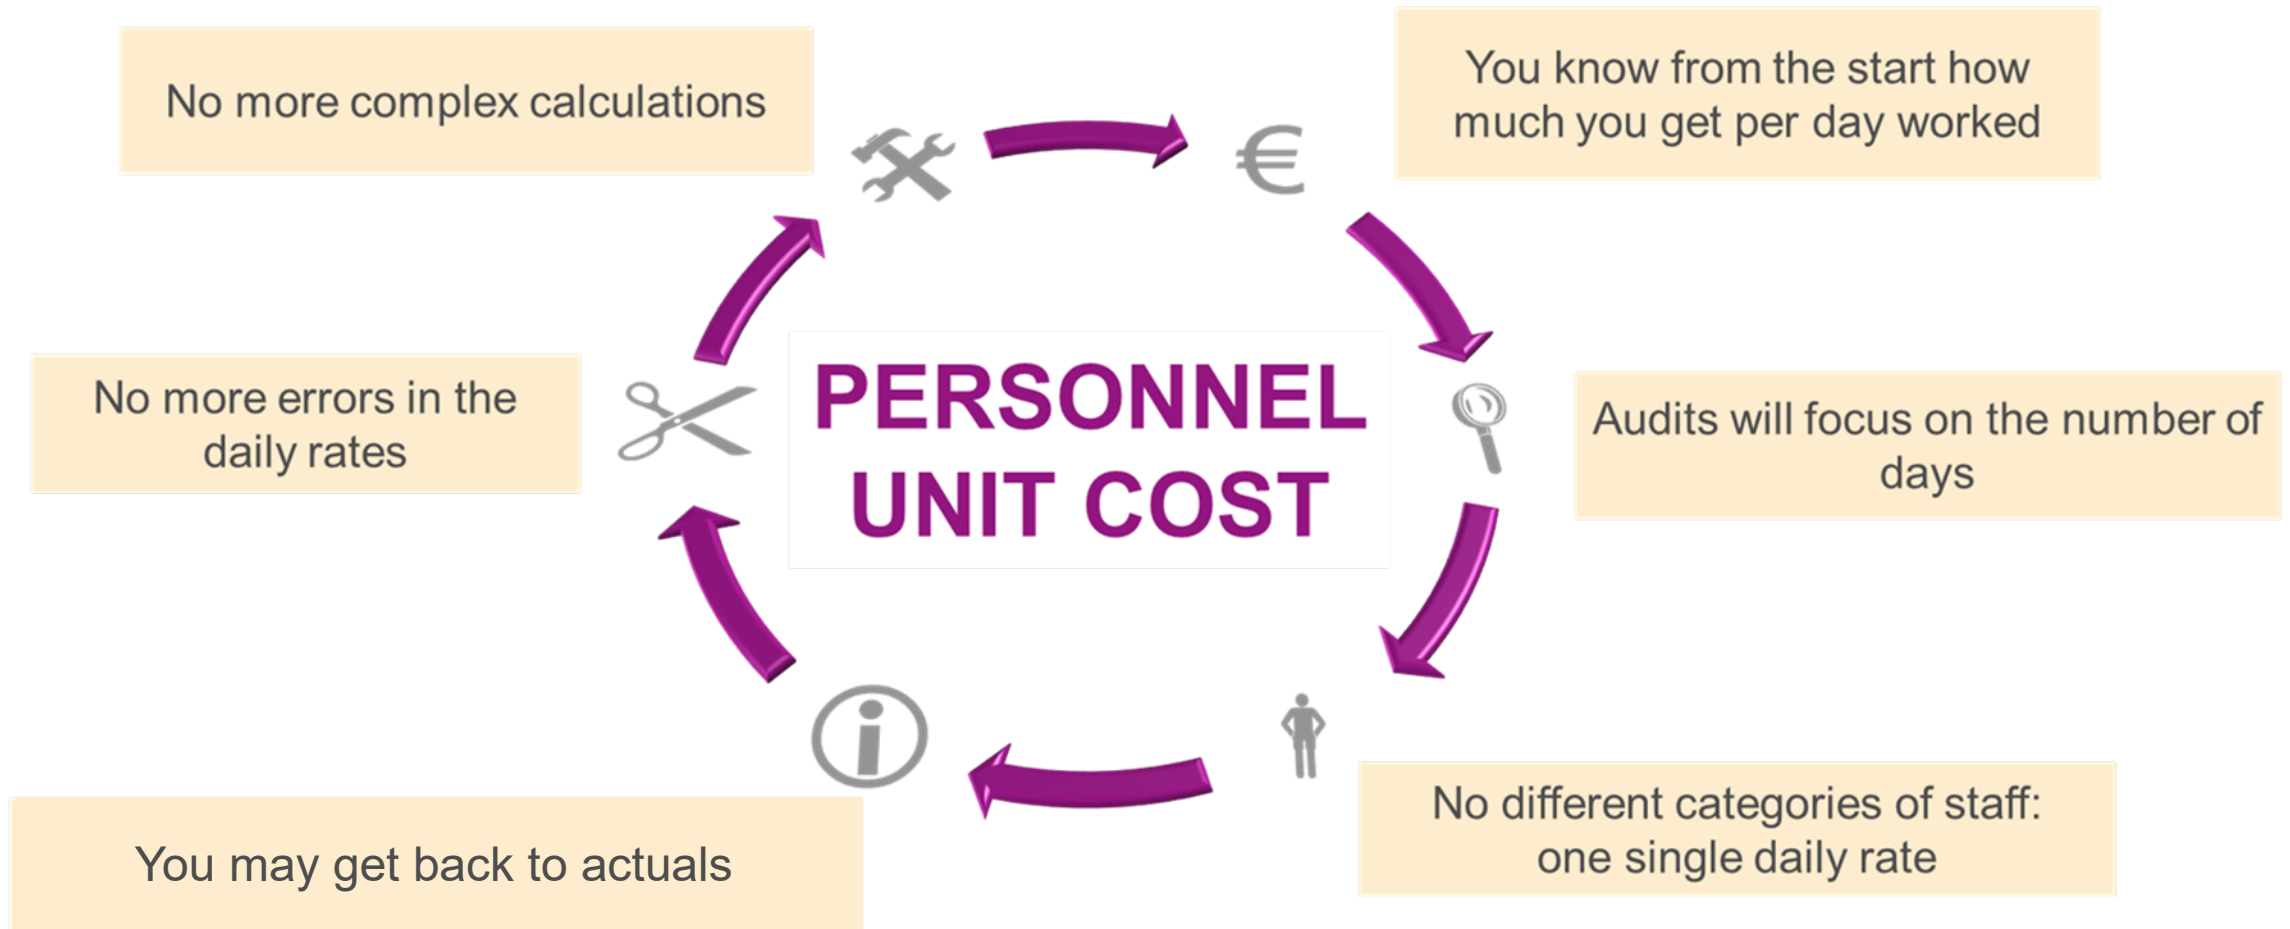 No more complex calculations
You know from the start how
much you get per day worked
No more errors in the
daily rates
PERSONNEL
UNIT COST
Audits will focus on the number of
days
You may get back to actuals
No different categories of staff:
one single daily rate